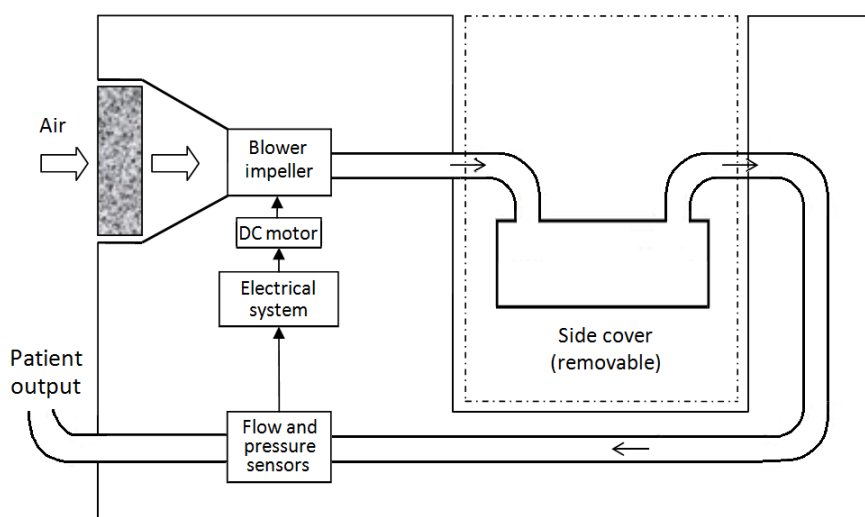 Air
Blower
impeller
DC motor
Electrical
system
Side cover
(removable)
Patient
output
Flow and
pressure
sensors